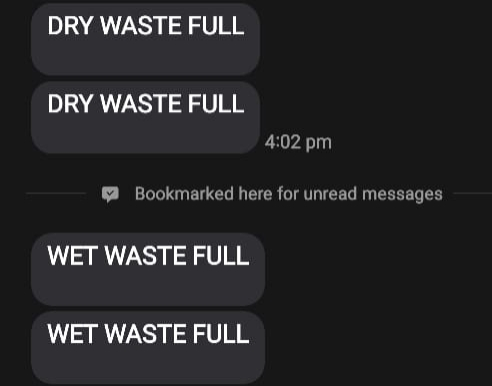 DRY WASTE FULL
DRY WASTE FULL
4:02 pm
Bookmarked here for unread messages
WET WASTE FULL
WET WASTE FULL